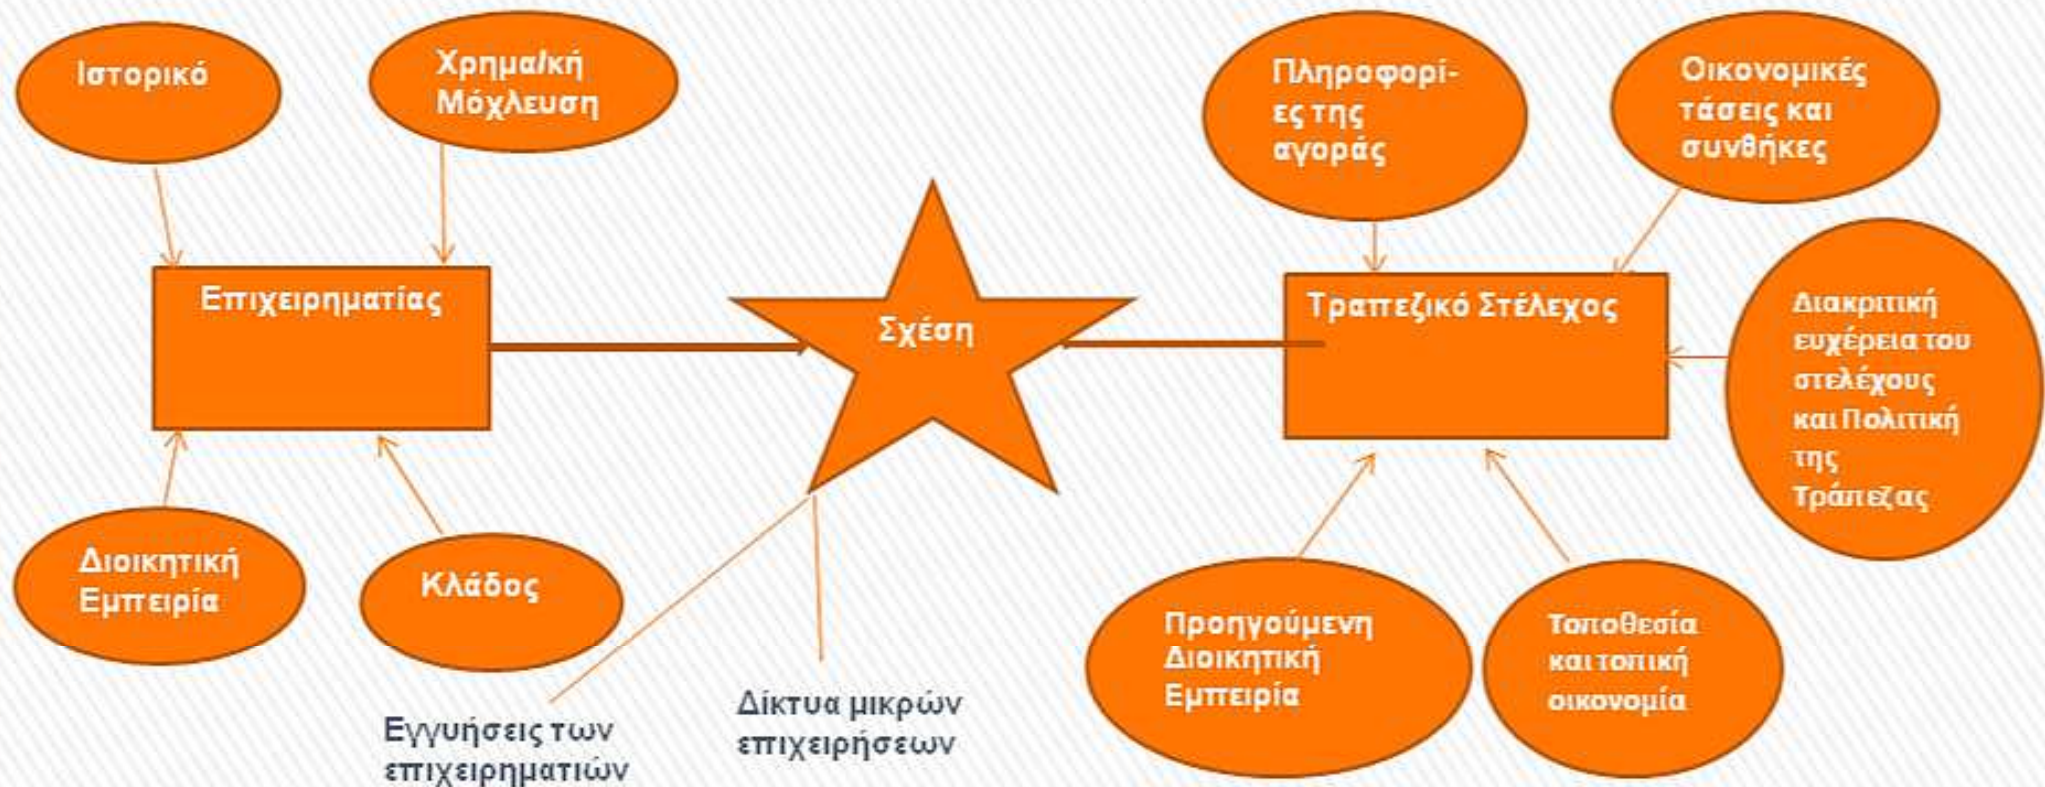 Ιστορικό
Χρημα/κή
Μόχλευση
Πληροφορί-
ες της
αγοράς
Οικονομικές
τάσεις και
συνθήκες
Επιχειρηματίας
Σχέση
Τραπεζικό Στέλεχος
Διακριτική
ευχέρεια του
στελέχους
και Πολιτική
της
Τράπεζας
Διοικητική
Εμπειρία
Κλάδος
Εγγυήσεις των
επιχειρηματιών
Δίκτυα μικρών
επιχειρήσεων
Προηγούμενη
Διοικητική
Εμπειρία
Τοποθεσία
και τοπική
οικονομία